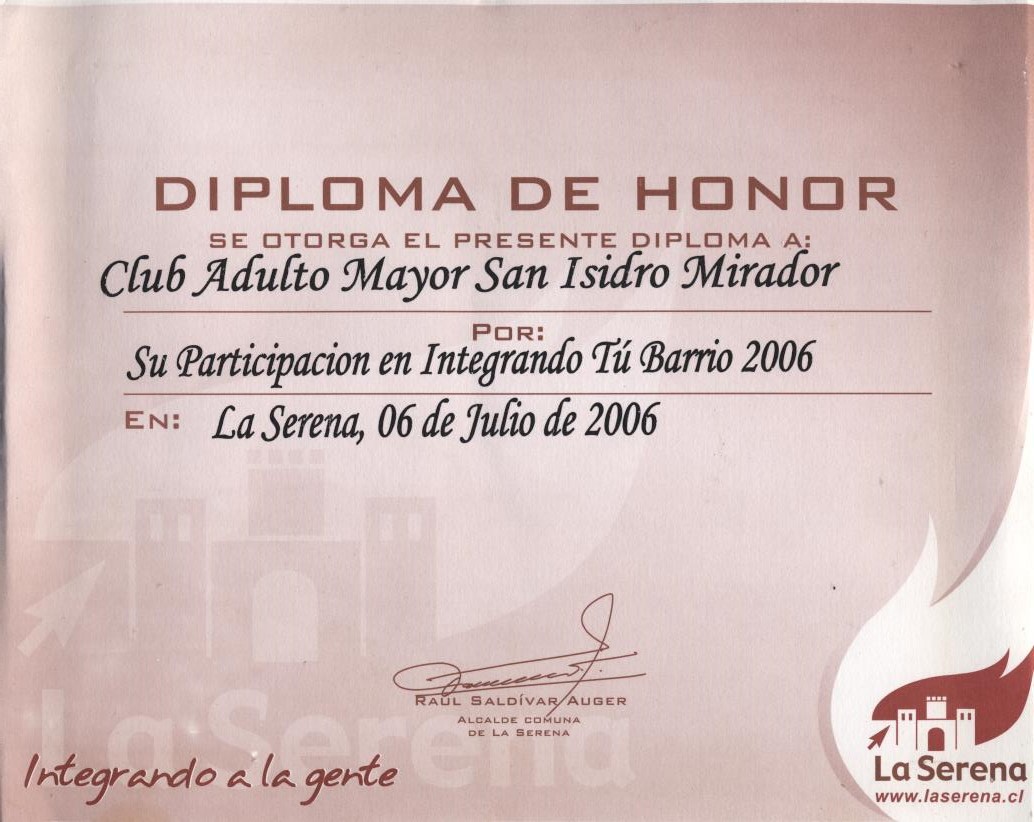 DIPLOMA DE HONOR
SE OTORGA EL PRESENTE DIPLOMA A:
Club Adulto Mayor San Isidro Mirador
POR:
Su Participacion en Integrando Tú Barrio 2006
EN: La Serena, 06 de Julio de 2006
RAÚL SALDÍVAR AUGER
ALCALDE COMUNA
DE LA SERENA
La Serena
Integrando a la gente
La Serena
www.laserena.cl